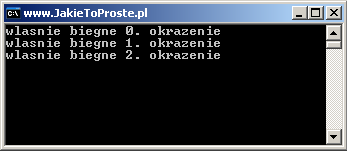 www.JakieToProste.pl
wlasnie biegne 0. okrazenie
wlasnie biegne 1. okrazenie
wlasnie biegne 2. okrazenie